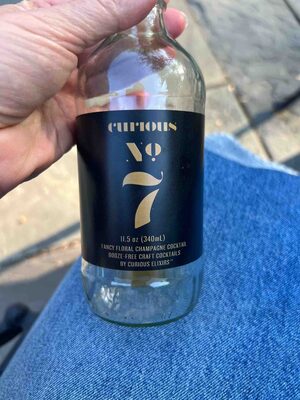 curious
No
7
11.5 oz (340mL)
FANCY FLORAL CHAMPAGNE COCKTAIL
BOOZE-FREE CRAFT COCKTAILS
BY CURIOUS ELIXIRS™